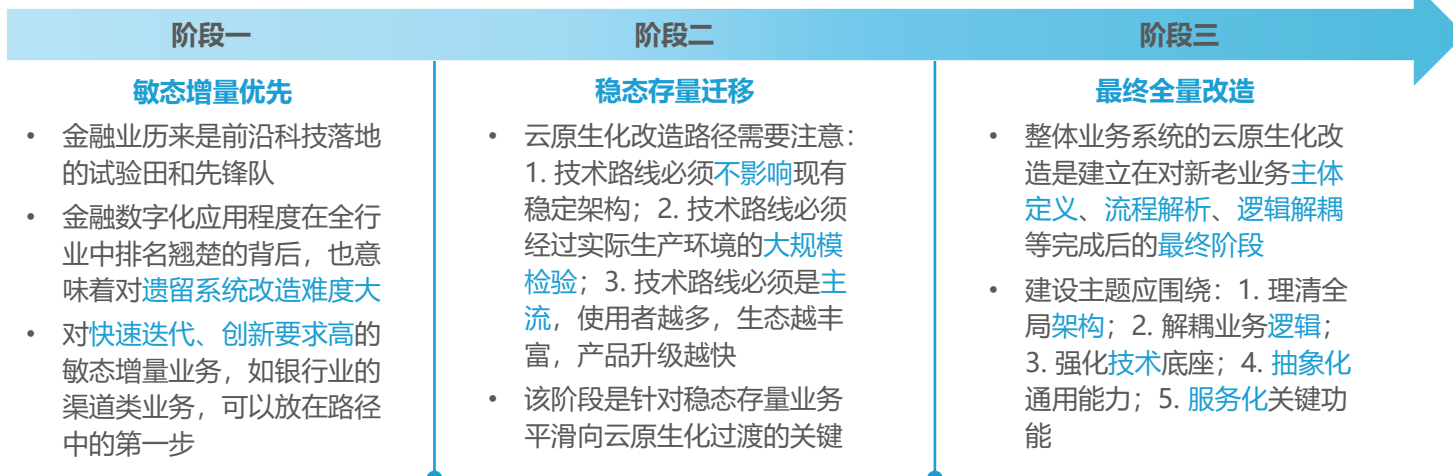 阶段一
阶段二
阶段三
敏态增量优先
• 金融业历来是前沿科技落地
的试验田和先锋队
• 金融数字化应用程度在全行
业中排名翘楚的背后，也意
味着对遗留系统改造难度大
• 对快速迭代、创新要求高的
敏态增量业务，如银行业的
渠道类业务，可以放在路径
中的第一步
稳态存量迁移
• 云原生化改造路径需要注意：
1. 技术路线必须不影响现有
稳定架构；2. 技术路线必须
经过实际生产环境的大规模
检验；3. 技术路线必须是主
流，使用者越多，生态越丰
富，产品升级越快
• 该阶段是针对稳态存量业务
平滑向云原生化过渡的关键
最终全量改造
• 整体业务系统的云原生化改
造是建立在对新老业务主体
定义、流程解析、逻辑解耦
等完成后的最终阶段
• 建设主题应围绕：1. 理清全
局架构；2. 解耦业务逻辑；
3. 强化技术底座；4. 抽象化
通用能力；5. 服务化关键功
能